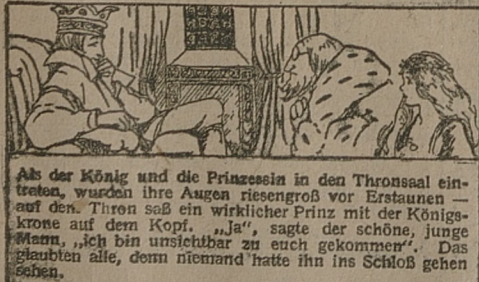 Als der König und die Prinzessin in den Thronsaal ein-
traten, wurden ihre Augen riesengroß vor Erstaunen —
auf dem Thron saß ein wirklicher Prinz mit der Königs-
krone auf dem Kopf. „Ja", sagte der schöne, junge
Mann, „ich bin unsichtbar zu euch gekommen". Das
glaubten alle, denn niemand hatte ihn ins Schloß gehen
sehen.